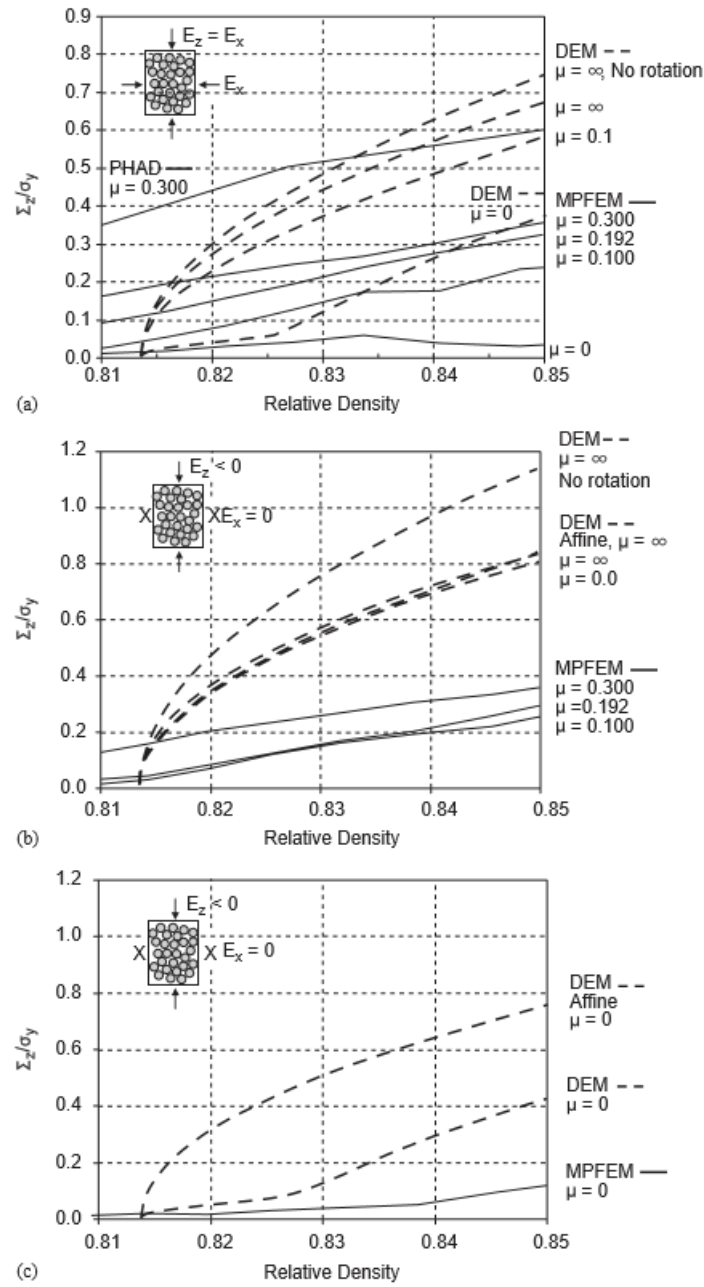 0.9
0.8
0.7
0.6
0.5
0.4
0.3
0.2
0.1
0.0
Σz/σy
Ez = Ex
Ex
PHAD
μ = 0.300
DEM
μ = ∞, No rotation
μ = ∞
μ = 0.1
DEM
μ = 0
MPFEM
μ = 0.300
μ = 0.192
μ = 0.100
μ = 0
0.81 0.82 0.83 0.84 0.85
(a)
Relative Density
1.2
1.0
0.8
0.6
0.4
0.2
0.0
Σz/σy
Ez < 0
X XEx = 0
DEM
μ = ∞
No rotation
DEM
Affine, μ = ∞
μ = ∞
μ = 0.0
MPFEM
μ = 0.300
μ =0.192
μ = 0.100
0.81 0.82 0.83 0.84 0.85
(b)
Relative Density
1.2
1.0
0.8
0.6
0.4
0.2
0.0
Σz/σy
Ez < 0
X X Ex = 0
DEM
Affine
μ = 0
DEM
μ = 0
MPFEM
μ = 0
0.81 0.82 0.83 0.84 0.85
(c)
Relative Density